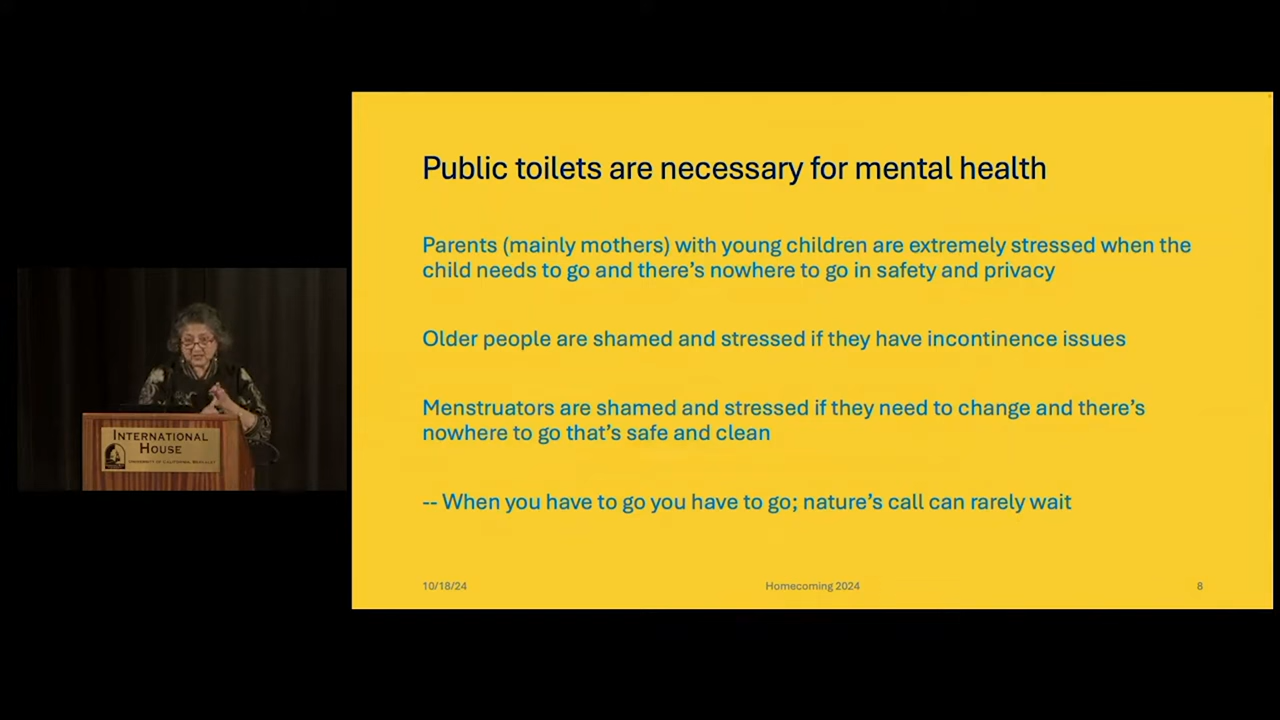 Public toilets are necessary for mental health
Parents (mainly mothers) with young children are extremely stressed when the
child needs to go and there's nowhere to go in safety and privacy
Older people are shamed and stressed if they have incontinence issues
Menstruators are shamed and stressed if they need to change and there's
nowhere to go that's safe and clean
-- When you have to go you have to go; nature's call can rarely wait
10/18/24
Homecoming 2024
8
INTERNATIONAL
HOUSE
UNIVERSITY OF CALIFORNIA BERKELEY